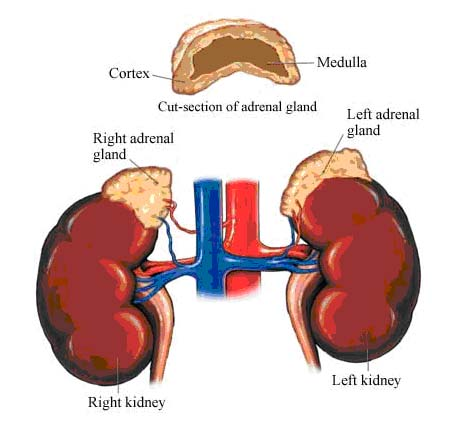 Cortex
Medulla
Cut-section of adrenal gland
Left adrenal
gland
Right adrenal
gland
Left kidney
Right kidney